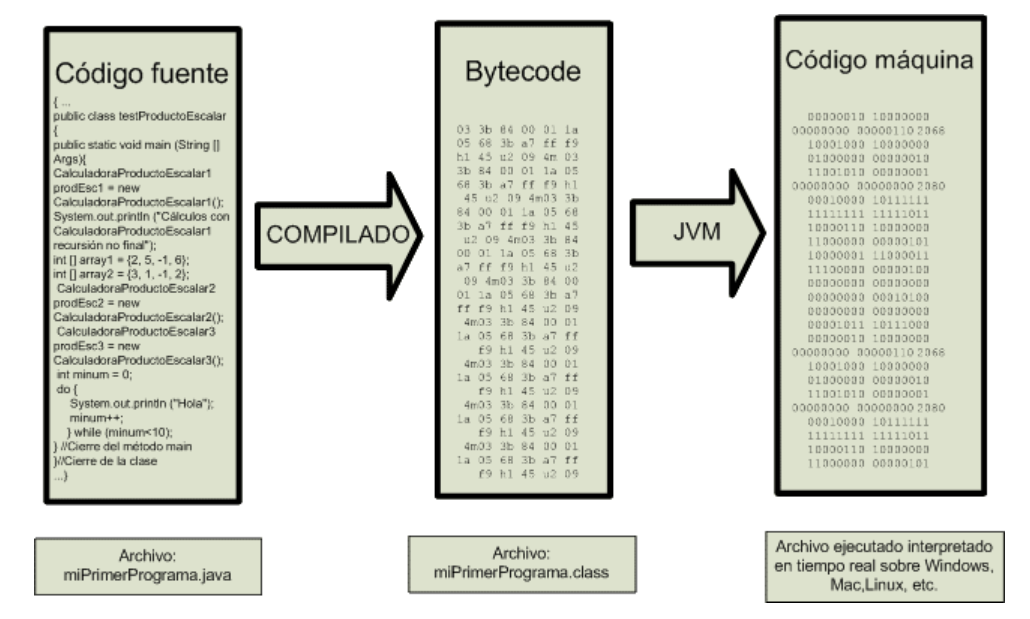 Código fuente
{ ...
public class testProductoEscalar
{
public static void main (String []
Args){
CalculadoraProductoEscalar1
prodEsc1 = new
CalculadoraProductoEscalar1();
System.out.println ("Cálculos con
CalculadoraProductoEscalar1
recursión no final");
int [] array1 = {2, 5, -1, 6};
int [] array2 = {3, 1, -1, 2};
CalculadoraProductoEscalar2
prodEsc2 = new
CalculadoraProductoEscalar2();
CalculadoraProductoEscalar3
prodEsc3 = new
CalculadoraProductoEscalar3();
int minum = 0;
do {
System.out.println ("Hola");
minum++;
} while (minum<10);
} //Cierre del método main
}//Cierre de la clase
...}
COMPILADO
Bytecode
03 3b 84 00 01 1a
05 68 3b a7 ff f9
h1 45 u2 09 4m 03
3b 84 00 01 1a 05
68 3b a7 ff f9 h1
45 u2 09 4m03 3b
84 00 01 1a 05 68
3b a7 ff f9 h1 45
u2 09 4m03 3b 84
00 01 1a 05 68 3b
a7 ff f9 h1 45 u2
09 4m03 3b 84 00
01 1a 05 68 3b a7
ff f9 h1 45 u2 09
4m03 3b 84 00 01
1a 05 68 3b a7 ff
f9 h1 45 u2 09
4m03 3b 84 00 01
1a 05 68 3b a7 ff
f9 h1 45 u2 09
4m03 3b 84 00 01
1a 05 68 3b a7 ff
f9 h1 45 u2 09
4m03 3b 84 00 01
1a 05 68 3b a7 ff
f9 h1 45 u2 09
JVM
Código máquina
00000010 10000000
00000000 00000110 2068
10001000 10000000
01000000 00000010
11001010 00000001
00000000 00000000 2080
00010000 10111111
11111111 11111011
10000110 10000000
11000000 00000101
10000001 11000011
11100000 00000100
00000000 00000000
00000000 00010100
00000000 00000000
00001011 10111000
00000010 10000000
00000000 00000110 2068
10001000 10000000
01000000 00000010
11001010 00000001
00000000 00000000 2080
00010000 10111111
11111111 11111011
10000110 10000000
11000000 00000101
Archivo:
miPrimerPrograma.java
Archivo:
miPrimerPrograma.class
Archivo ejecutado interpretado
en tiempo real sobre Windows,
Mac,Linux, etc.